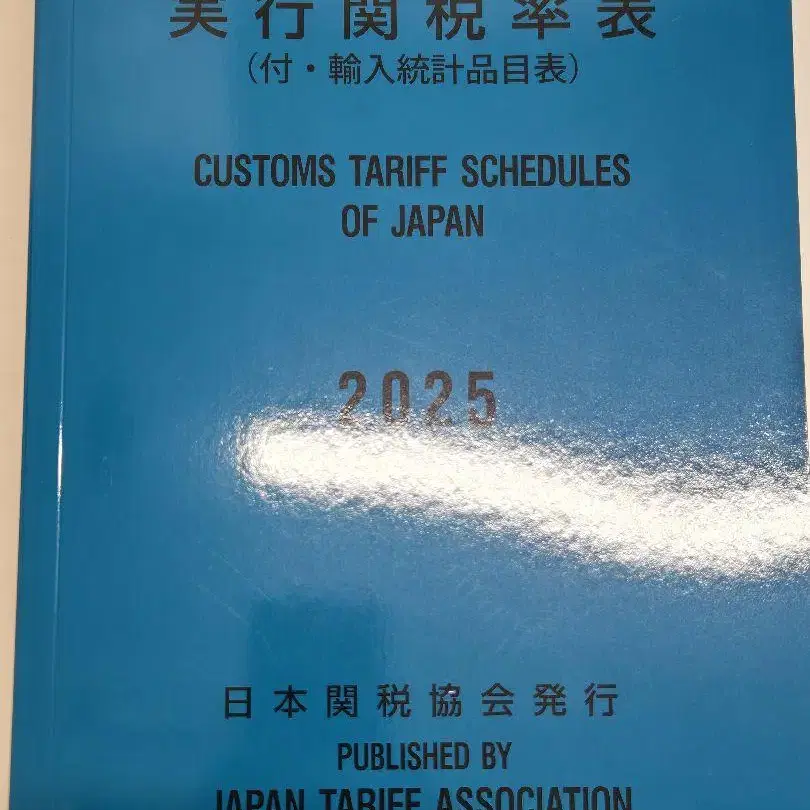 実行関税率表
(付・輸入統計品目表)
CUSTOMS TARIFF SCHEDULES
OF JAPAN
2025
日本関税協会発行
PUBLISHED BY
JAPAN TARIFF ASSOCIATION